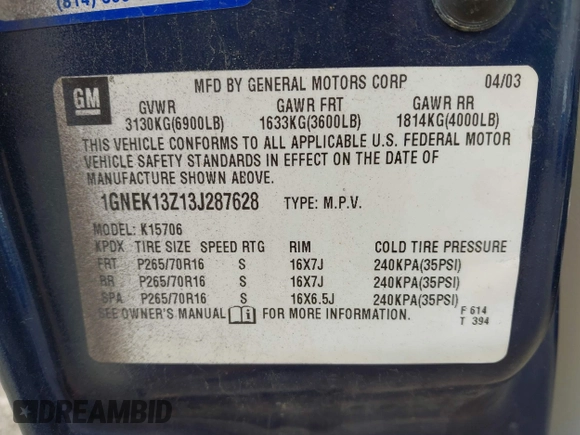 (814)
GM
MFD BY GENERAL MOTORS CORP 04/03
GVWR GAWR FRT GAWR RR
3130KG(6900LB) 1633KG(3600LB) 1814KG(4000LB)
THIS VEHICLE CONFORMS TO ALL APPLICABLE U.S. FEDERAL MOTOR
VEHICLE SAFETY STANDARDS IN EFFECT ON THE DATE OF
MANUFACTURE SHOWN ABOVE.
1GNEK13Z13J287628 TYPE: M.P.V.
MODEL: K15706
KPDX TIRE SIZE SPEED RTG RIM COLD TIRE PRESSURE
FRT P265/70R16 S 16X7J 240KPA(35PSI)
RR P265/70R16 S 16X7J 240KPA(35PSI)
SPA P265/70R16 S 16X6.5J 240KPA(35PSI)
SEE OWNER'S MANUAL FOR MORE INFORMATION.
F 614
T 394
DREAMBID